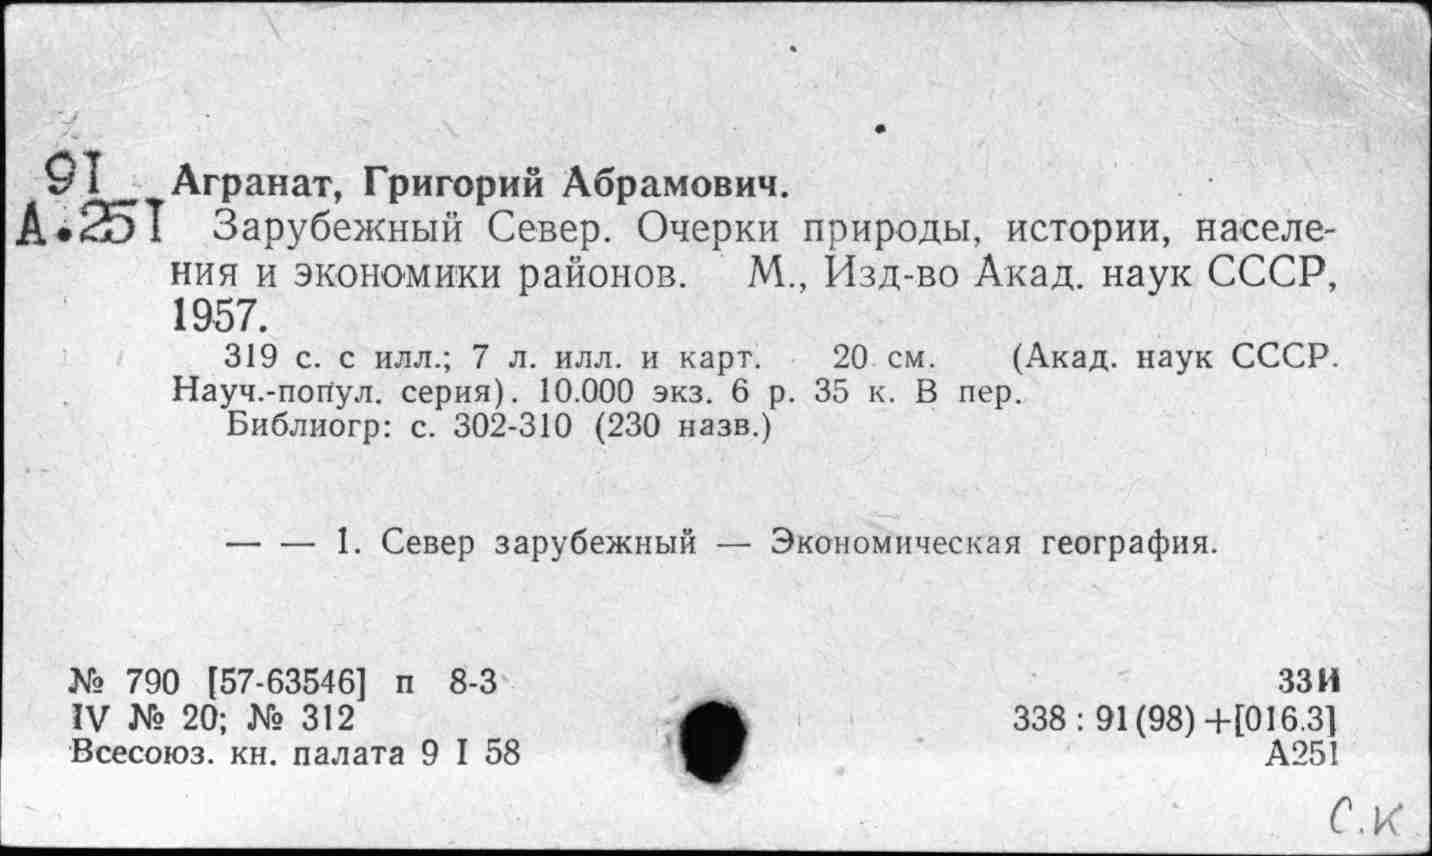 91 Агранат, Григорий Абрамович.
А.251 Зарубежный Север. Очерки природы, истории, населе-
ния и экономики районов. М., Изд-во Акад. наук СССР,
1957.
319 с. с илл.; 7 л. илл. и карт. 20 см. (Акад. наук СССР.
Науч.-попул. серия). 10.000 экз. 6 р. 35 к. В пер.
Библиогр: с. 302-310 (230 назв.)
— — 1. Север зарубежный — Экономическая география.
№ 790 [57-63546] п 8-3 33И
IV № 20; № 312 338 : 91(98)+[016.3]
Всесоюз. кн. палата 9 I 58 А251
С.К